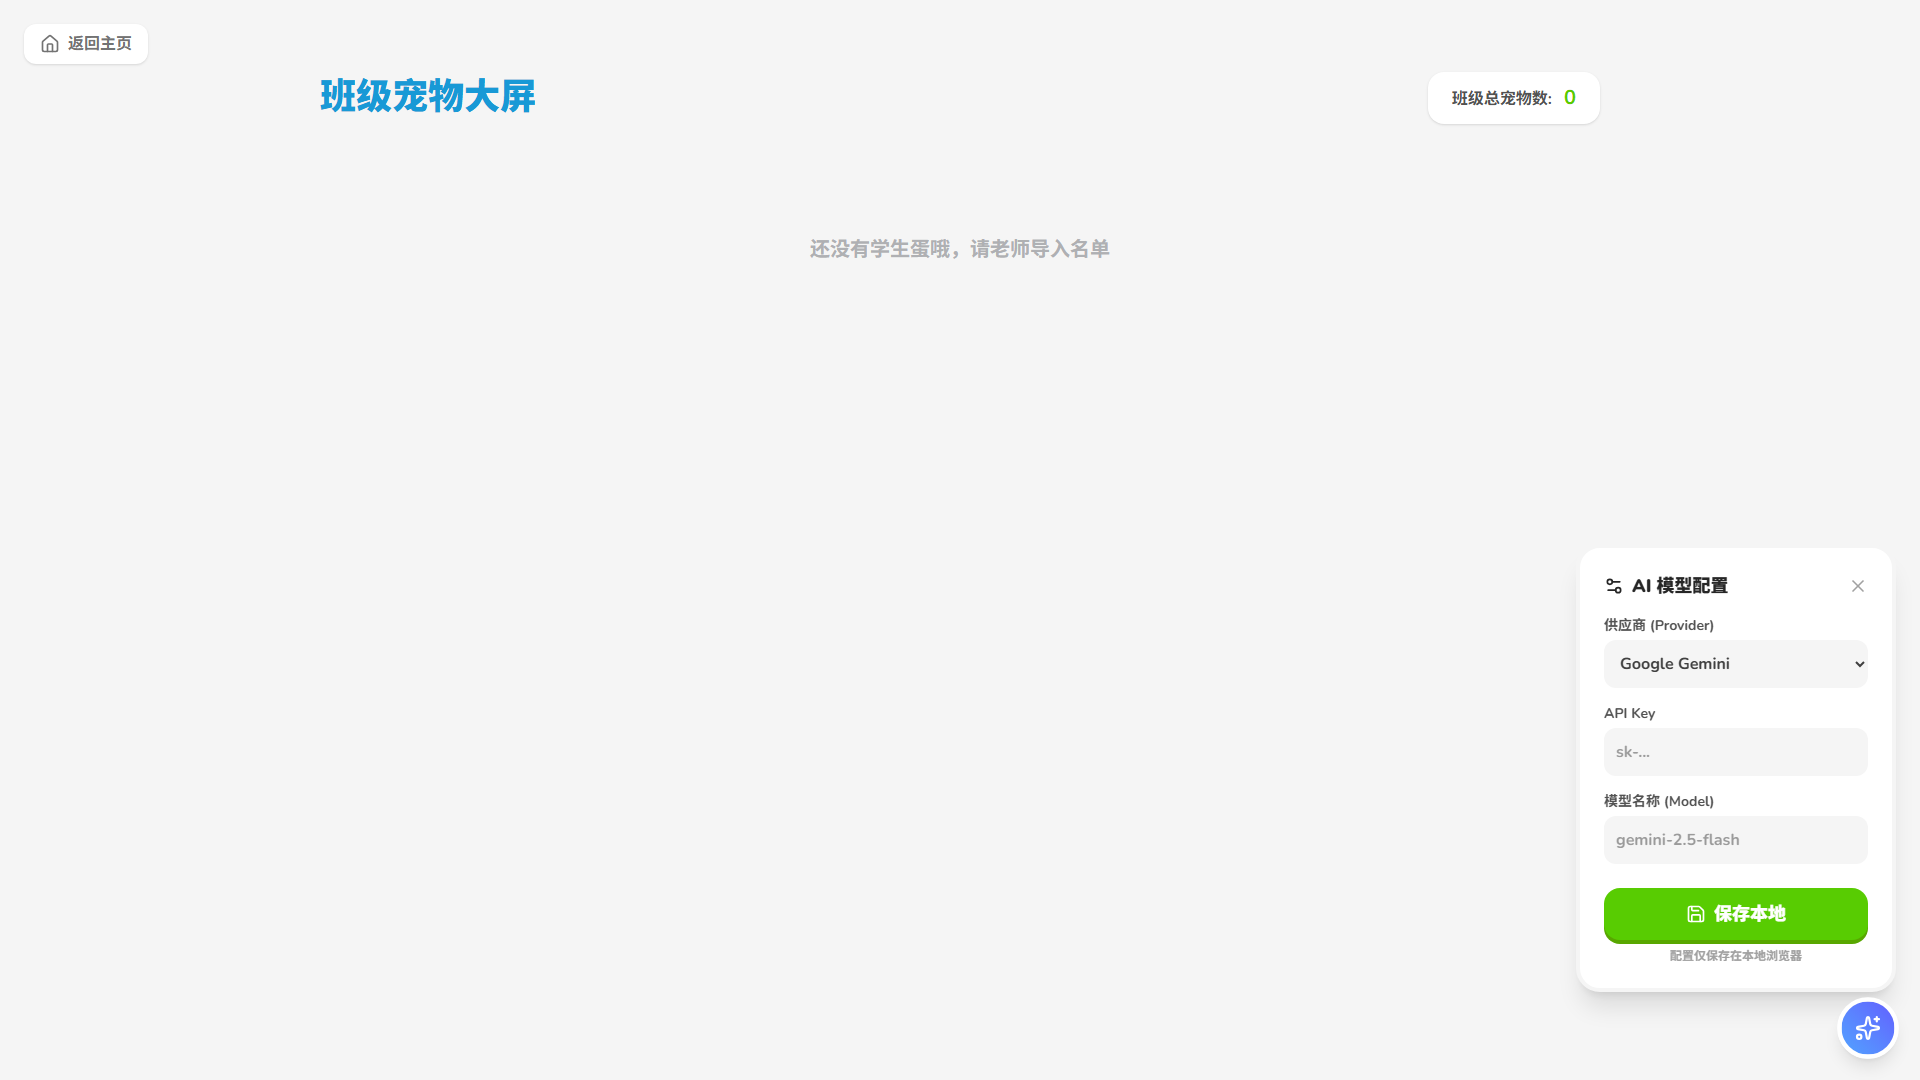 返回主页
班级宠物大屏
班级总宠物数: 0
还没有学生蛋哦，请老师导入名单
AI 模型配置
供应商 (Provider)
Google Gemini
API Key
sk-...
模型名称 (Model)
gemini-2.5-flash
保存本地
配置仅保存在本地浏览器